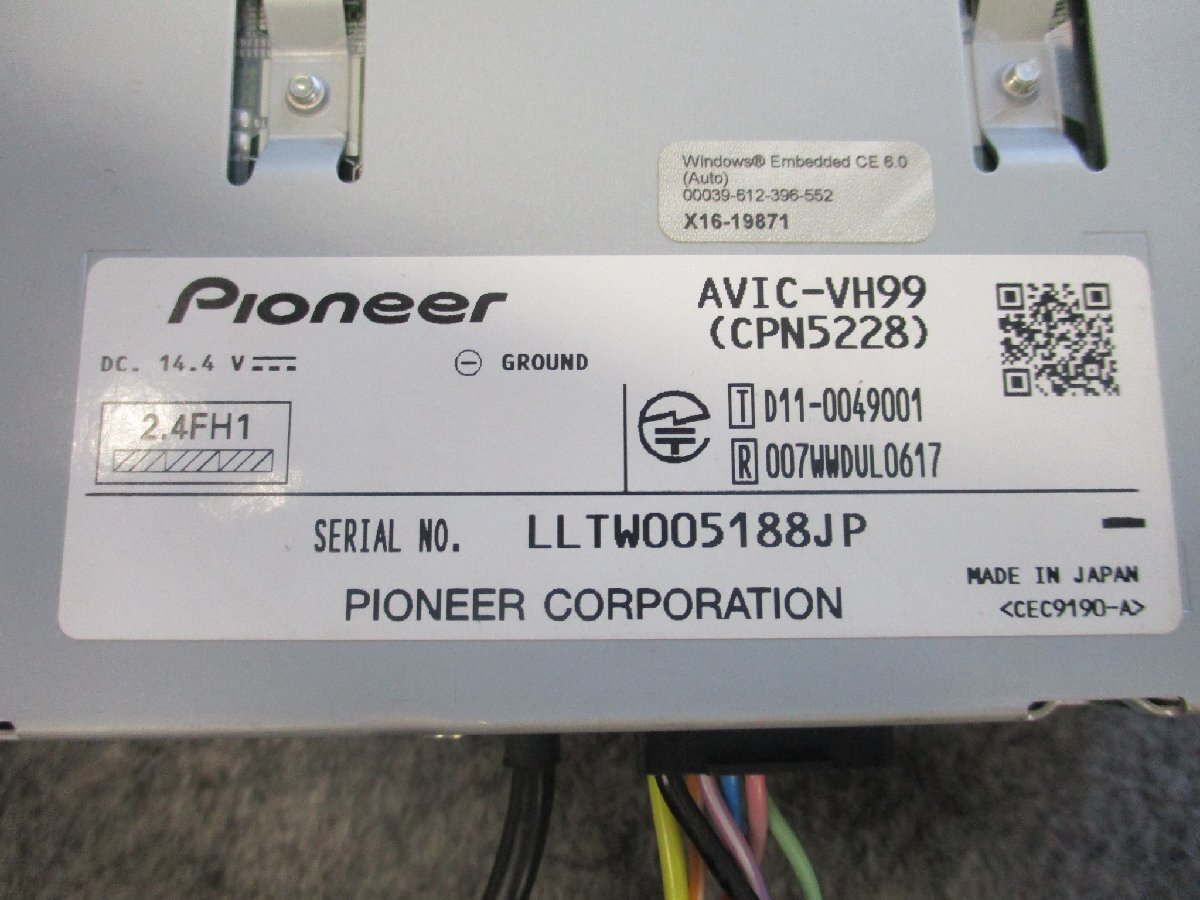 Windows® Embedded CE 6.0
(Auto)
00039-612-396-552
X16-19871
Pioneer
AVIC-VH99
(CPN5228)
DC. 14.4 V
GROUND
2.4FH1
T D11-0049001
R 007WWDUL0617
SERIAL NO. LLTW005188JP
MADE IN JAPAN
PIONEER CORPORATION
<CEC9190-A>